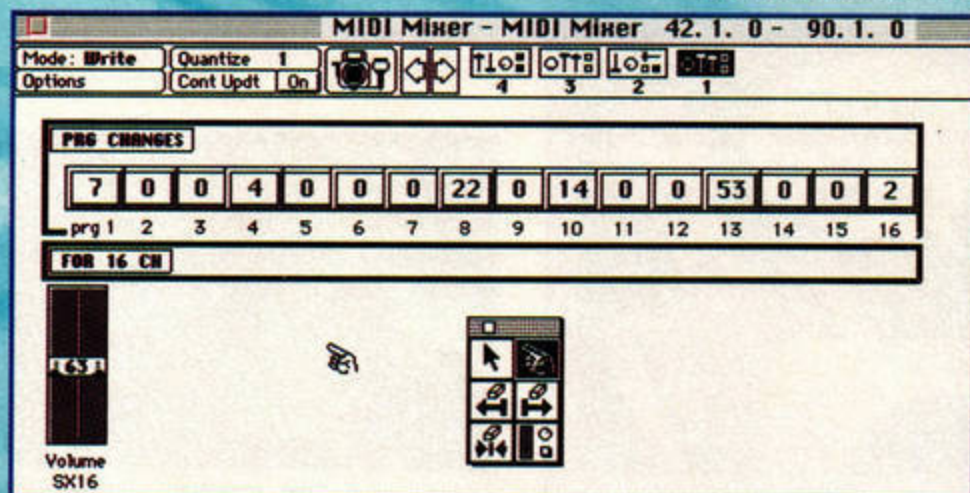 MIDI Mixer - MIDI Mixer 42. 1. 0 - 90. 1. 0
Mode: Write Quantize 1
Options Cont Updt On
4 3 2 1
PRG CHANGES
7 0 0 4 0 0 0 22 0 14 0 0 53 0 0 2
prg 1 2 3 4 5 6 7 8 9 10 11 12 13 14 15 16
FOR 16 CH
63
Volume
SX16